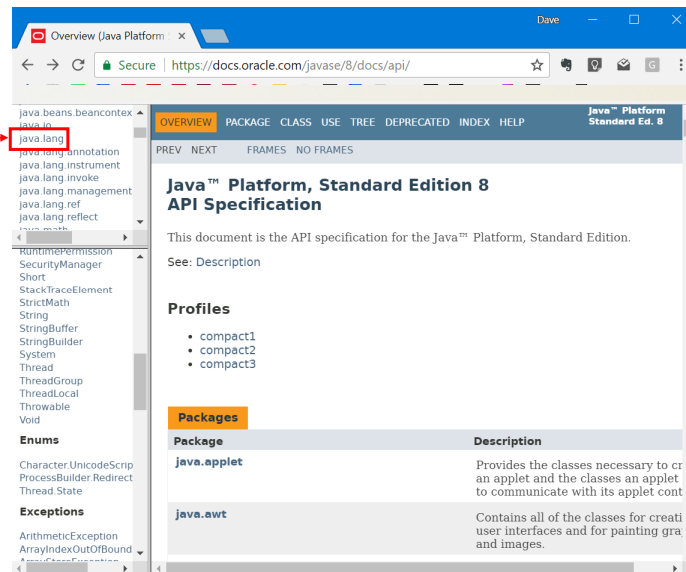 Overview (Java Platform S
Dave
Secure
https://docs.oracle.com/javase/8/docs/api/
java.beans.beancontex
java.io
java.lang
java.lang.annotation
java.lang.instrument
java.lang.invoke
java.lang.management
java.lang.ref
java.lang.reflect
java.math
RuntimePermission
SecurityManager
Short
StackTraceElement
StrictMath
String
StringBuffer
StringBuilder
System
Thread
ThreadGroup
ThreadLocal
Throwable
Void
Enums
Character.UnicodeScrip
ProcessBuilder.Redirect
Thread.State
Exceptions
ArithmeticException
ArrayIndexOutOfBound
ArrayStoreException
OVERVIEW PACKAGE CLASS USE TREE DEPRECATED INDEX HELP
Java™ Platform
Standard Ed. 8
PREV NEXT FRAMES NO FRAMES
Java™ Platform, Standard Edition 8
API Specification
This document is the API specification for the Java™ Platform, Standard Edition.
See: Description
Profiles
• compact1
• compact2
• compact3
Packages
Package Description
java.applet
Provides the classes necessary to cr
an applet and the classes an applet
to communicate with its applet cont
java.awt
Contains all of the classes for creati
user interfaces and for painting gra
and images.